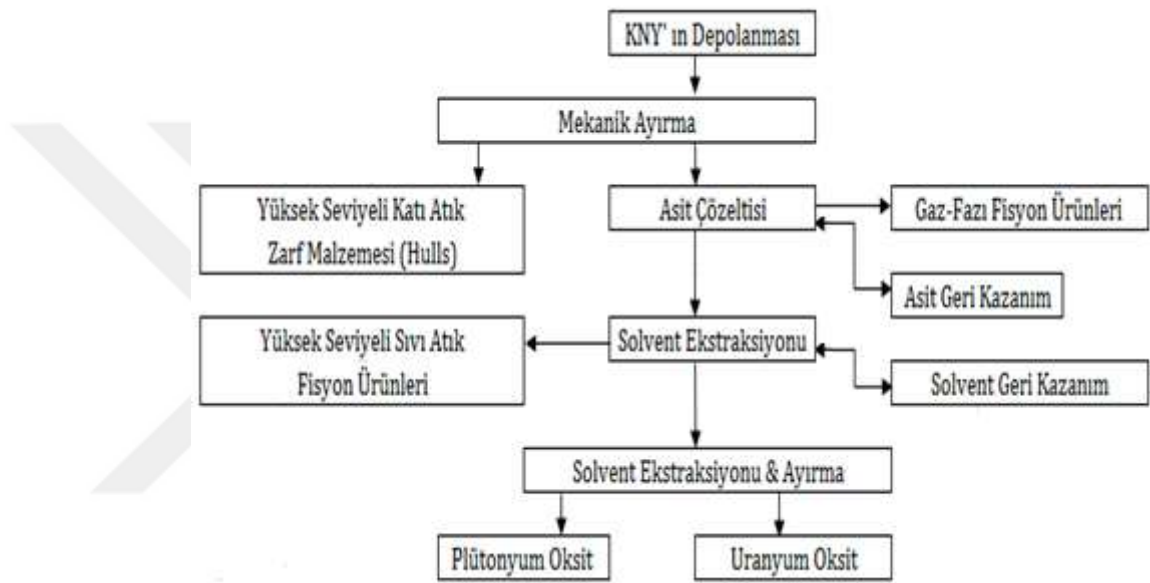 KNY' ın Depolanması
Mekanik Ayırma
Yüksek Seviyeli Katı Atık
Zarf Malzemesi (Hulls)
Asit Çözeltisi
Gaz-Fazı Fisyon Ürünleri
Asit Geri Kazanım
Yüksek Seviyeli Sıvı Atık
Fisyon Ürünleri
Solvent Ekstraksiyonu
Solvent Geri Kazanım
Solvent Ekstraksiyonu & Ayırma
Plütonyum Oksit
Uranyum Oksit